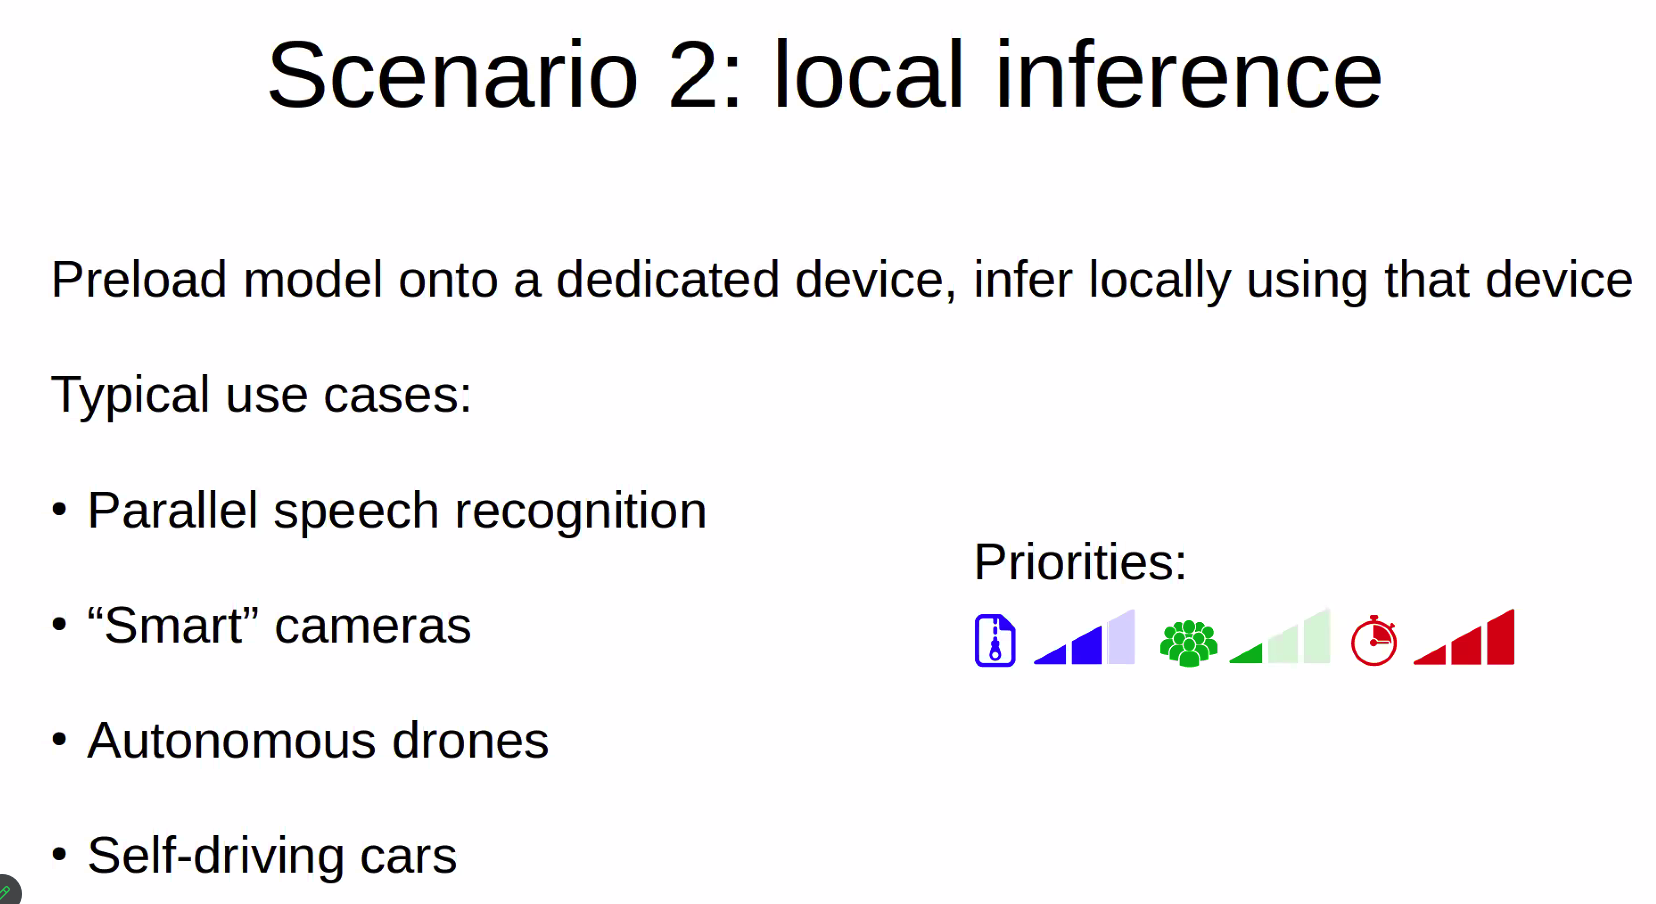 Scenario 2: local inference
Preload model onto a dedicated device, infer locally using that device
Typical use cases:
• Parallel speech recognition
• “Smart” cameras
• Autonomous drones
• Self-driving cars
Priorities: